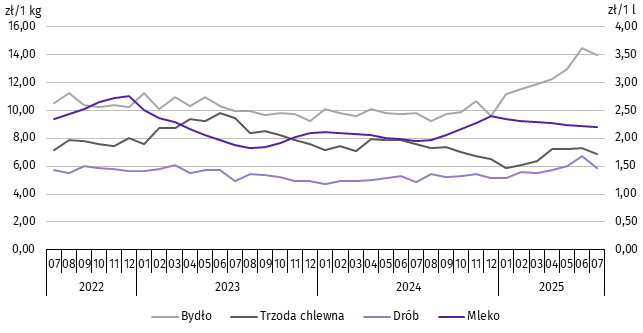 zł/1 kg zł/1 l
16,00 4,00
14,00 3,50
12,00 3,00
10,00 2,50
8,00 2,00
6,00 1,50
4,00 1,00
2,00 0,50
0,00 0,00
07 08 09 10 11 12 01 02 03 04 05 06 07 08 09 10 11 12 01 02 03 04 05 06 07 08 09 10 11 12 01 02 03 04 05 06 07
2022 2023 2024 2025
Bydło Trzoda chlewna Drób Mleko